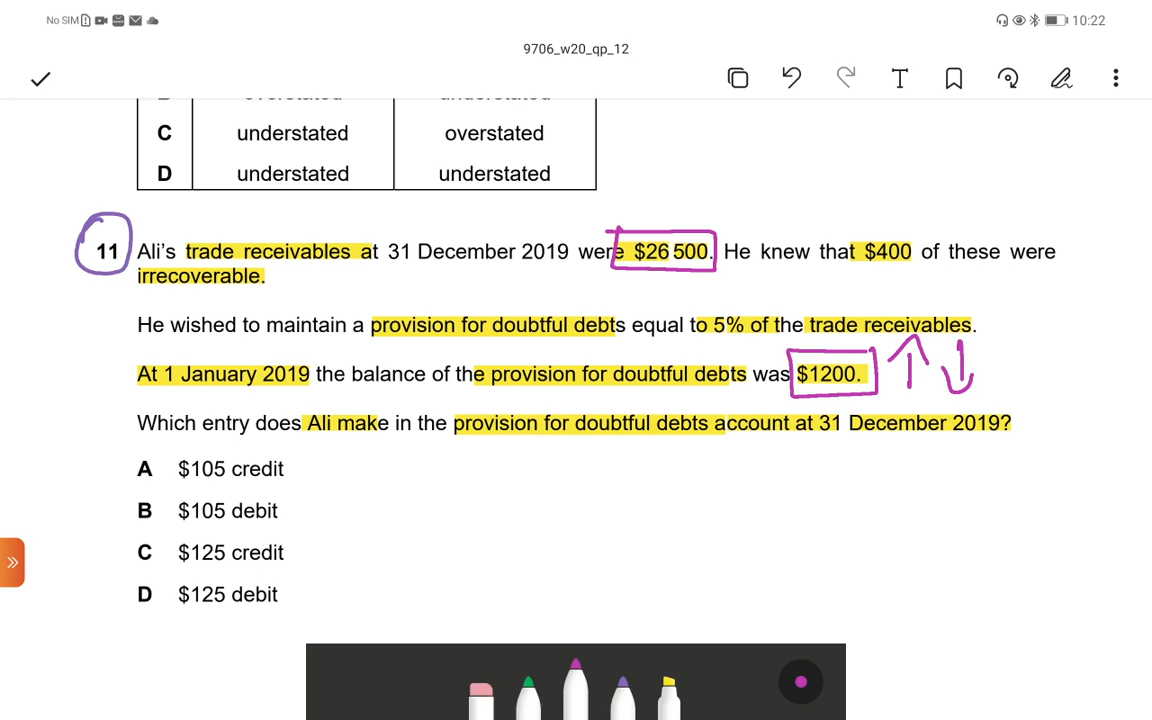 No SIM
10:22
9706_w20_qp_12
C understated overstated
D understated understated
11 Ali's trade receivables at 31 December 2019 were $26 500. He knew that $400 of these were
irrecoverable.
He wished to maintain a provision for doubtful debts equal to 5% of the trade receivables.
At 1 January 2019 the balance of the provision for doubtful debts was $1200.
Which entry does Ali make in the provision for doubtful debts account at 31 December 2019?
A $105 credit
B $105 debit
C $125 credit
D $125 debit